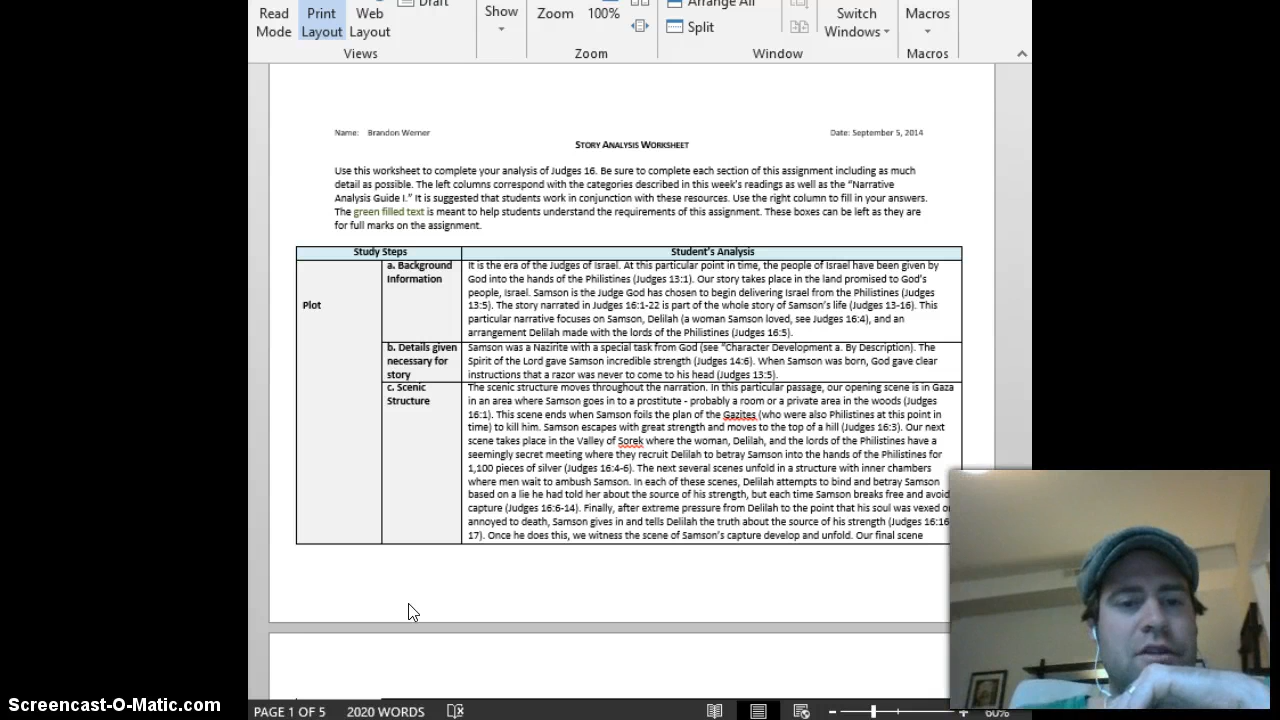 Draft
Arrange All
Read Mode
Print Layout
Web Layout
Show
Zoom
100%
Split
Switch Windows
Macros
Views
Zoom
Window
Macros
Name: Brandon Werner
Date: September 5, 2014
STORY ANALYSIS WORKSHEET
Use this worksheet to complete your analysis of Judges 16. Be sure to complete each section of this assignment including as much
detail as possible. The left columns correspond with the categories described in this week's readings as well as the "Narrative
Analysis Guide I." It is suggested that students work in conjunction with these resources. Use the right column to fill in your answers.
The green filled text is meant to help students understand the requirements of this assignment. These boxes can be left as they are
for full marks on the assignment.
Study Steps
Student's Analysis
Plot
a. Background
Information
It is the era of the Judges of Israel. At this particular point in time, the people of Israel have been given by
God into the hands of the Philistines (Judges 13:1). Our story takes place in the land promised to God's
people, Israel. Samson is the Judge God has chosen to begin delivering Israel from the Philistines (Judges
13:5). The story narrated in Judges 16:1-22 is part of the whole story of Samson's life (Judges 13-16). This
particular narrative focuses on Samson, Delilah (a woman Samson loved, see Judges 16:4), and an
arrangement Delilah made with the lords of the Philistines (Judges 16:5).
b. Details given
necessary for
story
Samson was a Nazirite with a special task from God (see "Character Development a. By Description). The
Spirit of the Lord gave Samson incredible strength (Judges 14:6). When Samson was born, God gave clear
instructions that a razor was never to come to his head (Judges 13:5).
c. Scenic
Structure
The scenic structure moves throughout the narration. In this particular passage, our opening scene is in Gaza
in an area where Samson goes in to a prostitute - probably a room or a private area in the woods (Judges
16:1). This scene ends when Samson foils the plan of the Gazites (who were also Philistines at this point in
time) to kill him. Samson escapes with great strength and moves to the top of a hill (Judges 16:3). Our next
scene takes place in the Valley of Sorek where the woman, Delilah, and the lords of the Philistines have a
seemingly secret meeting where they recruit Delilah to betray Samson into the hands of the Philistines for
1,100 pieces of silver (Judges 16:4-6). The next several scenes unfold in a structure with inner chambers
where men wait to ambush Samson. In each of these scenes, Delilah attempts to bind and betray Samson
based on a lie he had told her about the source of his strength, but each time Samson breaks free and avoid
capture (Judges 16:6-14). Finally, after extreme pressure from Delilah to the point that his soul was vexed or
annoyed to death, Samson gives in and tells Delilah the truth about the source of his strength (Judges 16:16
17). Once he does this, we witness the scene of Samson's capture develop and unfold. Our final scene
Screencast-O-Matic.com
PAGE 1 OF 5
2020 WORDS
60%